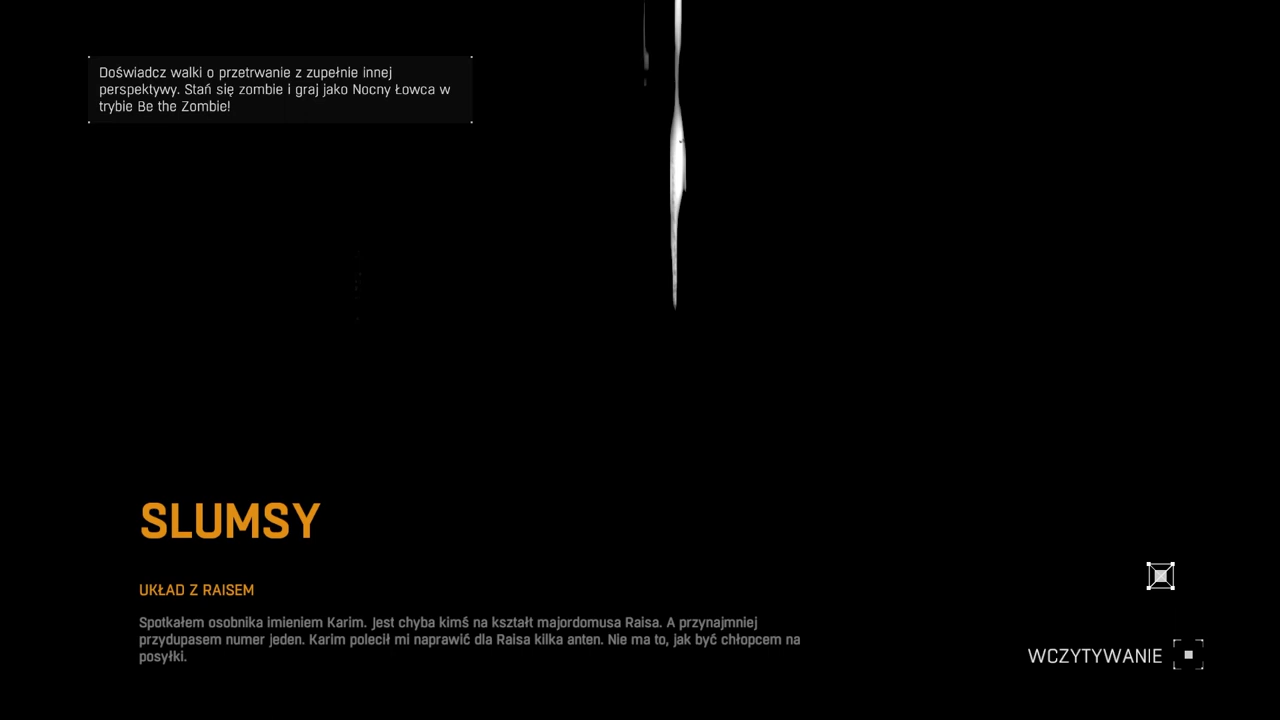 Doświadcz walki o przetrwanie z zupełnie innej
perspektywy. Stań się zombie i graj jako Nocny Łowca w
trybie Be the Zombie!
SLUMSY
UKŁAD Z RAISEM
Spotkałem osobnika imieniem Karim. Jest chyba kimś na kształt majordomusa Raisa. A przynajmniej
przydupasem numer jeden. Karim polecił mi naprawić dla Raisa kilka anten. Nie ma to, jak być chłopcem na
posyłki.
WCZYTYWANIE